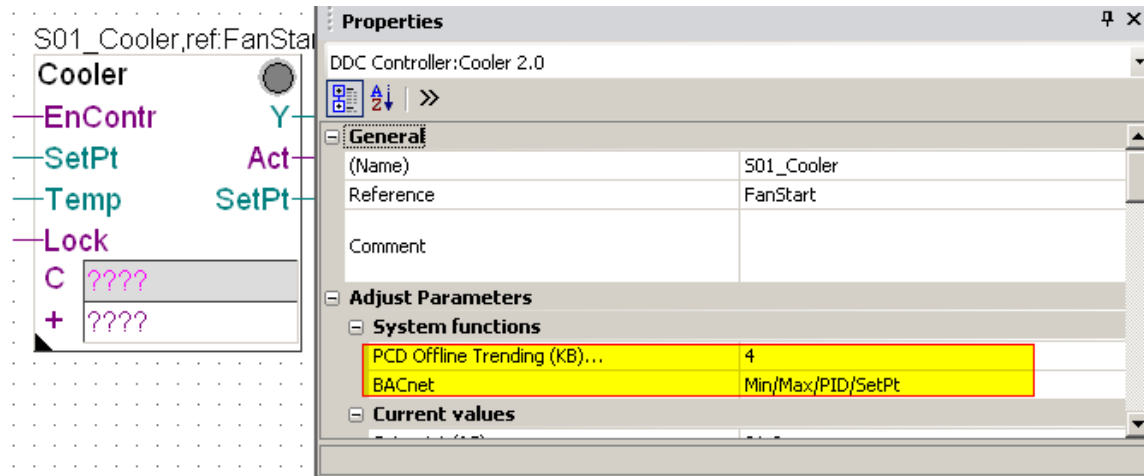 S01_Cooler,ref:FanStar
Cooler
EnContr Y
SetPt Act
Temp SetPt
Lock
C ????
+ ????
Properties
DDC Controller:Cooler 2.0
General
(Name) S01_Cooler
Reference FanStart
Comment
Adjust Parameters
System functions
PCD Offline Trending (KB)... 4
BACnet Min/Max/PID/SetPt
Current values